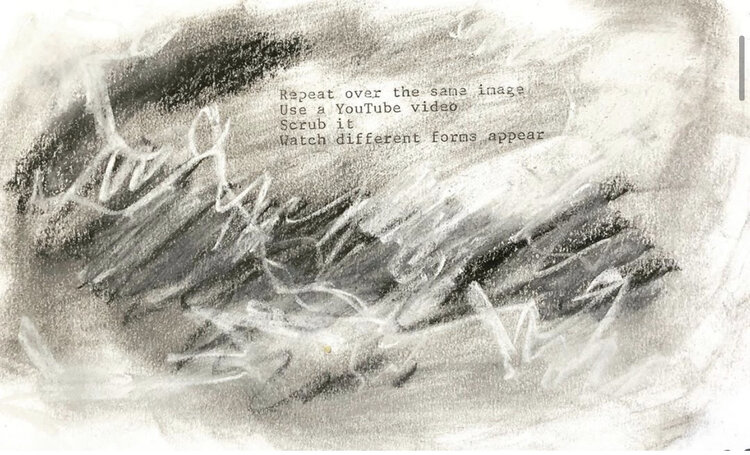 Repeat over the same image
Use a YouTube video
Scrub it
Watch different forms appear